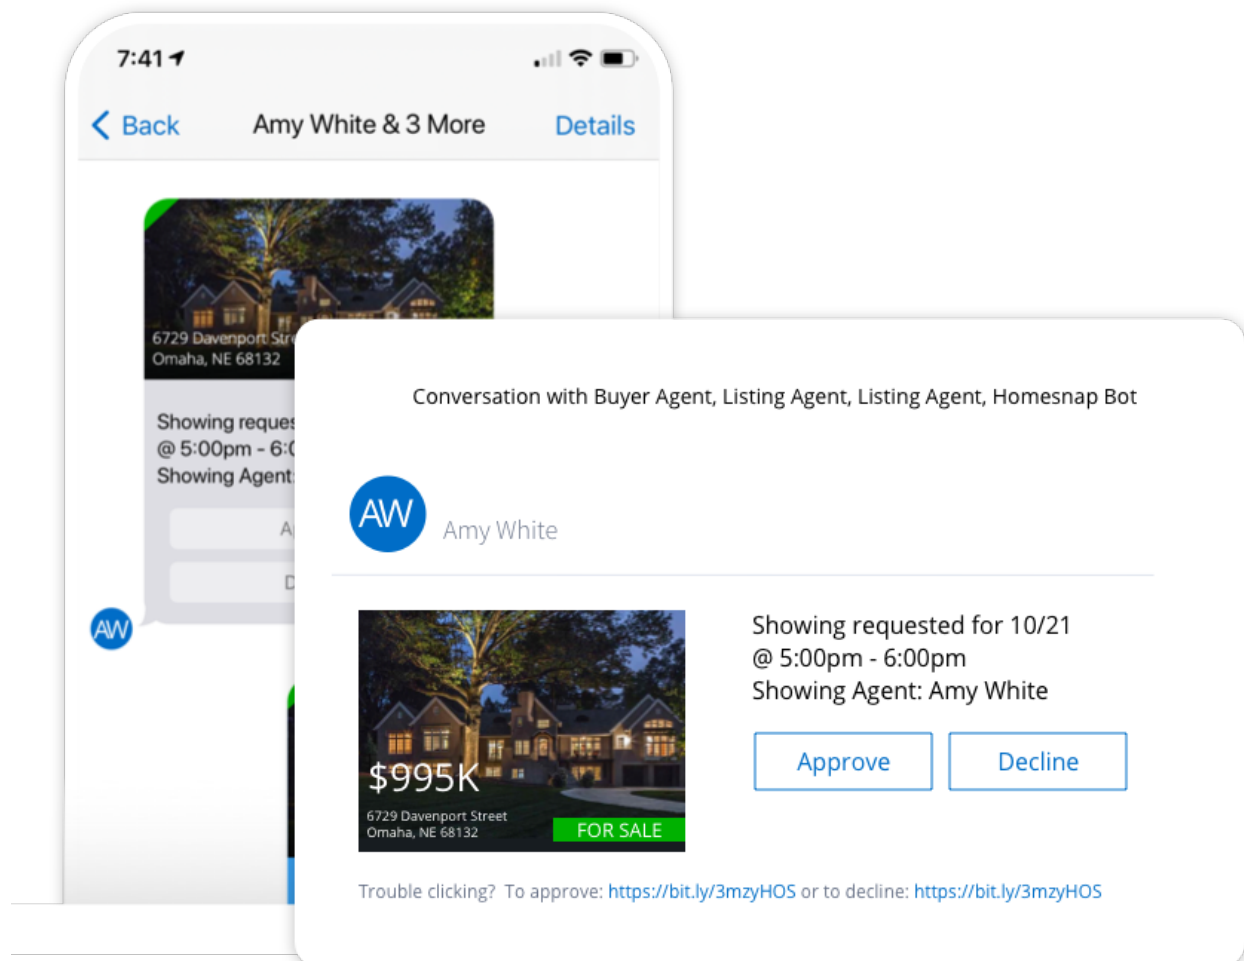 7:41
Back
Amy White & 3 More
Details
6729 Davenport
Omaha, NE 68132
Showing
@ 5:00pm -
Showing Agent:
AW
Conversation with Buyer Agent, Listing Agent, Listing Agent, Homesnap Bot
AW
Amy White
$995K
6729 Davenport Street
Omaha, NE 68132
FOR SALE
Showing requested for 10/21
@ 5:00pm - 6:00pm
Showing Agent: Amy White
Approve
Decline
Trouble clicking? To approve: https://bit.ly/3mzyHOS or to decline: https://bit.ly/3mzyHOS